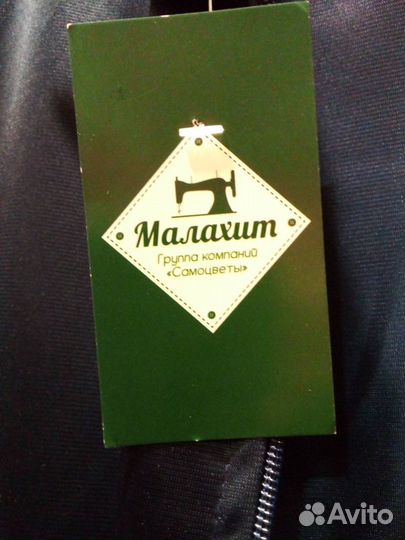 Малахит
Группа компаний
«Самоцветы»
Avito